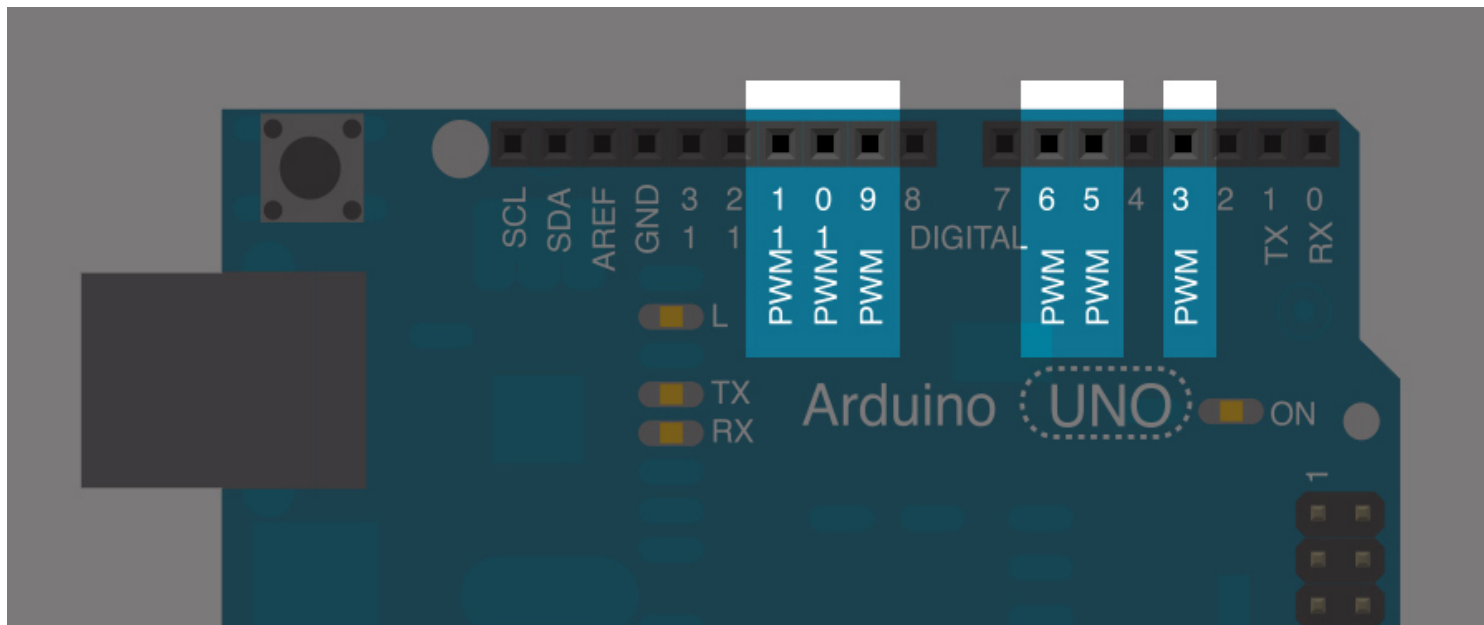 SCL SDA AREF GND 13 12 11 10 9 8 7 6 5 4 3 2 1 0
DIGITAL TX RX
PWM PWM PWM PWM PWM PWM
L
TX
RX
Arduino UNO ON
1